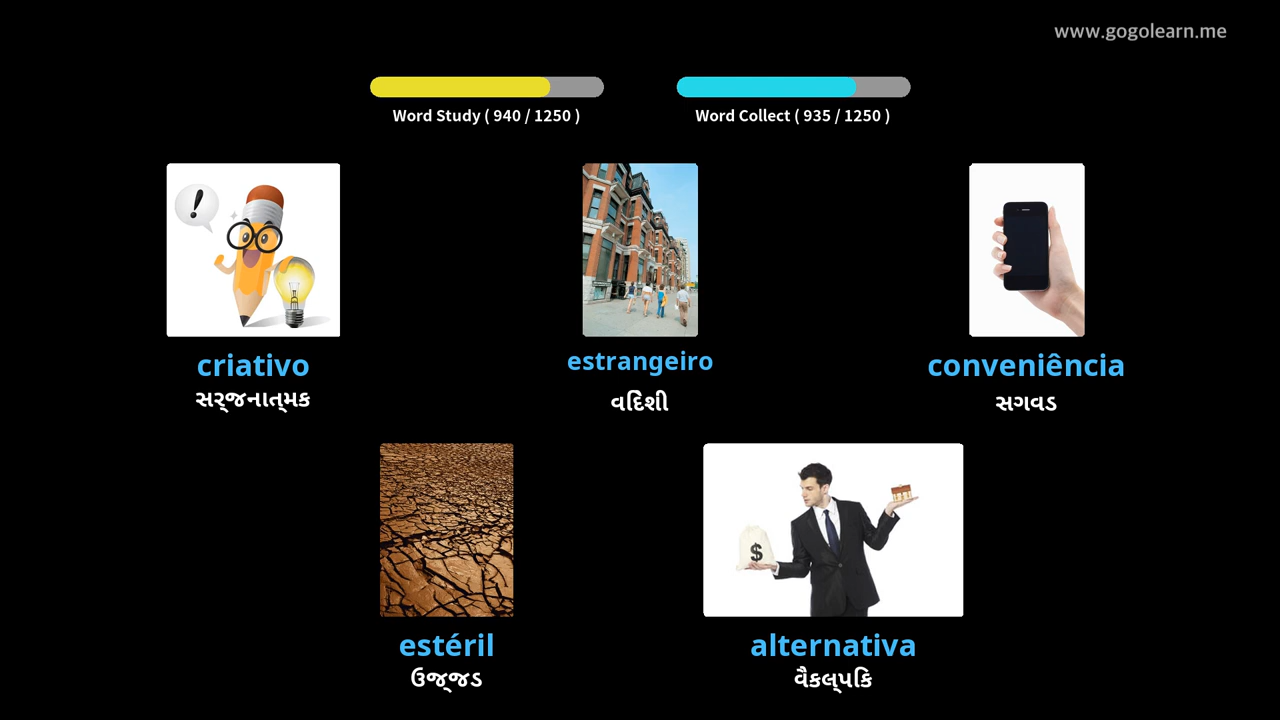 www.gogolearn.me
Word Study ( 940 / 1250 )
Word Collect ( 935 / 1250 )
criativo
સર્જનાત્મક
estrangeiro
વિદેશી
conveniência
સગવડ
$
estéril
ઉજ્જડ
alternativa
વૈકલ્પિક